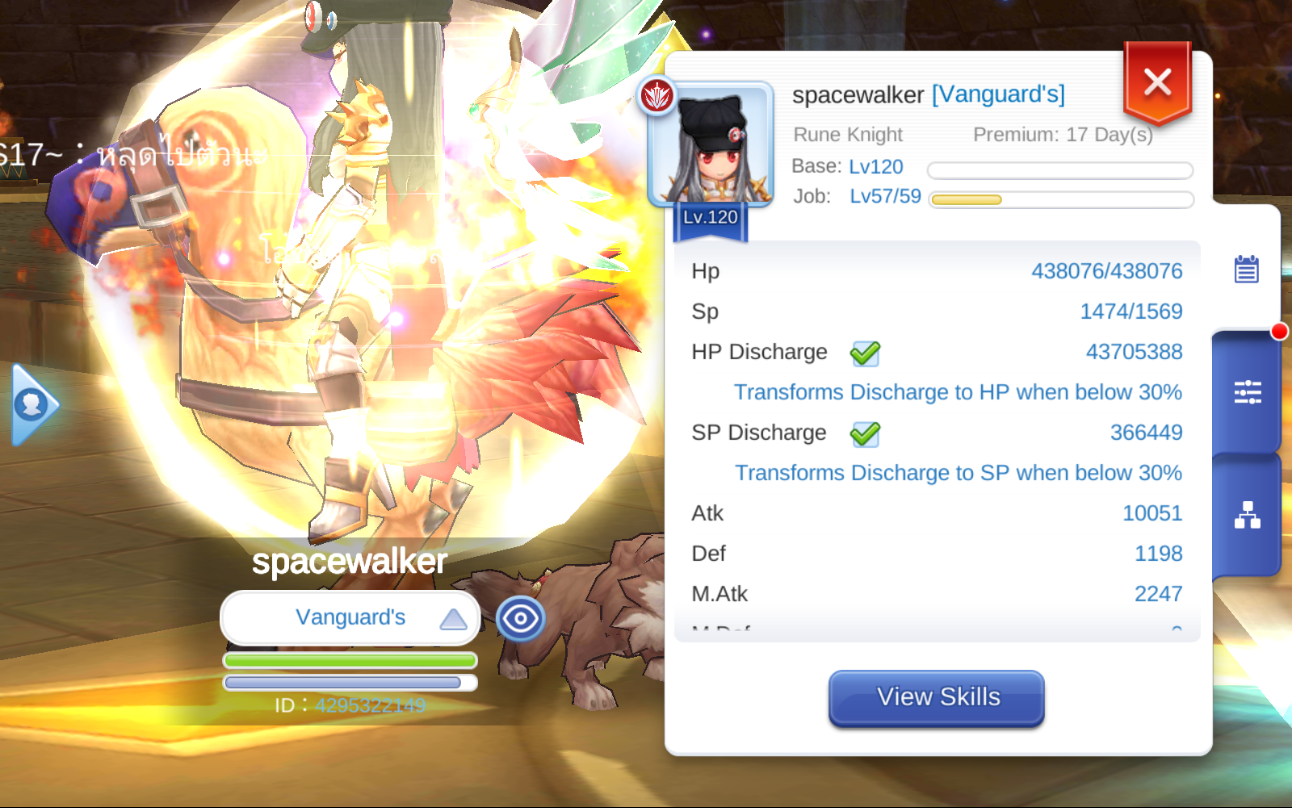 spacewalker [Vanguard's]
Rune Knight Premium: 17 Day(s)
Base: Lv120
Job: Lv57/59
Lv.120
S17~ : หลุดไปตัวนะ
Hp 438076/438076
Sp 1474/1569
HP Discharge 43705388
Transforms Discharge to HP when below 30%
SP Discharge 366449
Transforms Discharge to SP when below 30%
Atk 10051
Def 1198
M.Atk 2247
M.Def
spacewalker
Vanguard's
ID：4295322149
View Skills